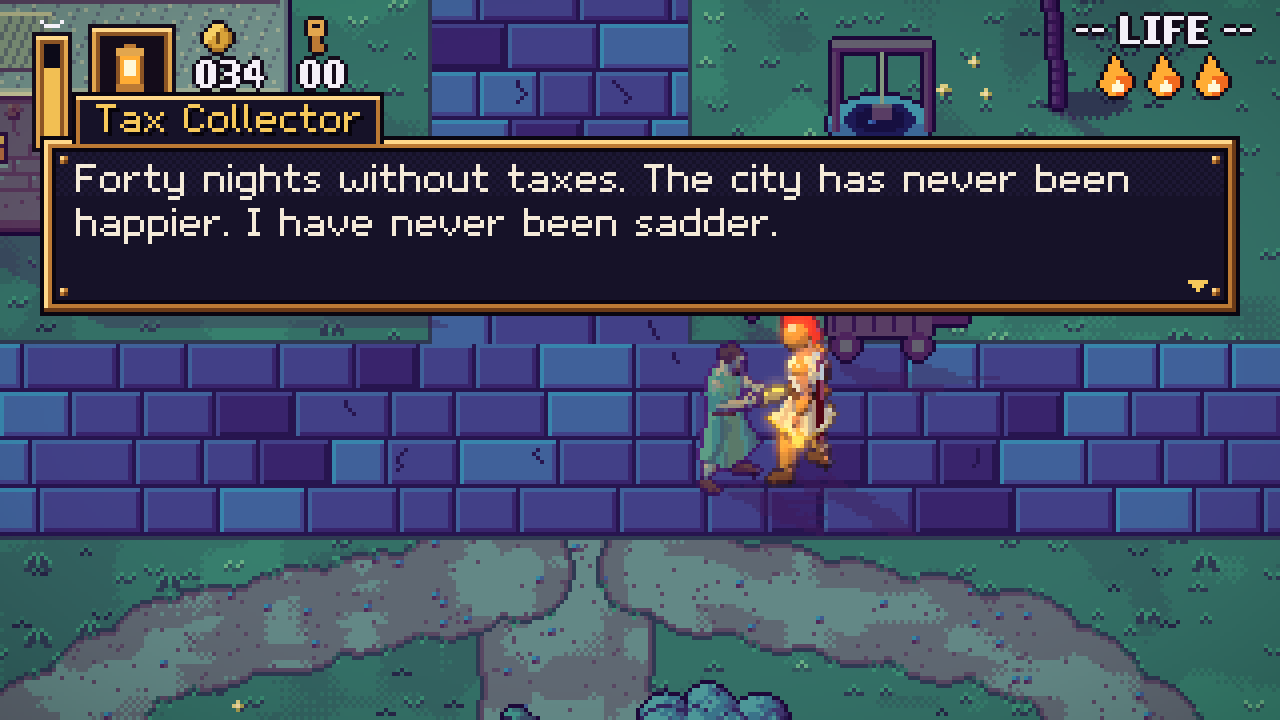 -- LIFE --
034 00
Tax Collector
Forty nights without taxes. The city has never been
happier. I have never been sadder.